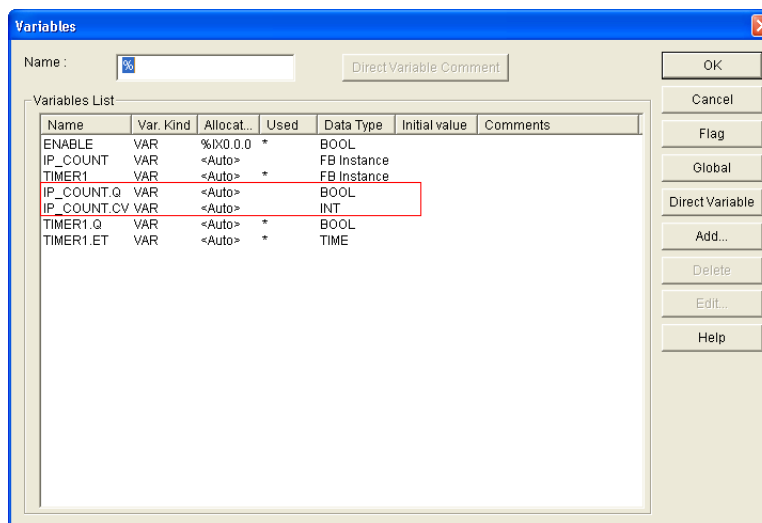 Variables
Name :
%
Direct Variable Comment
OK
Cancel
Flag
Global
Direct Variable
Add...
Delete
Edit...
Help
Variables List
Name Var. Kind Allocat... Used Data Type Initial value Comments
ENABLE VAR %IX0.0.0 * BOOL
IP_COUNT VAR <Auto> FB Instance
TIMER1 VAR <Auto> * FB Instance
IP_COUNT.Q VAR <Auto> BOOL
IP_COUNT.CV VAR <Auto> INT
TIMER1.Q VAR <Auto> * BOOL
TIMER1.ET VAR <Auto> * TIME